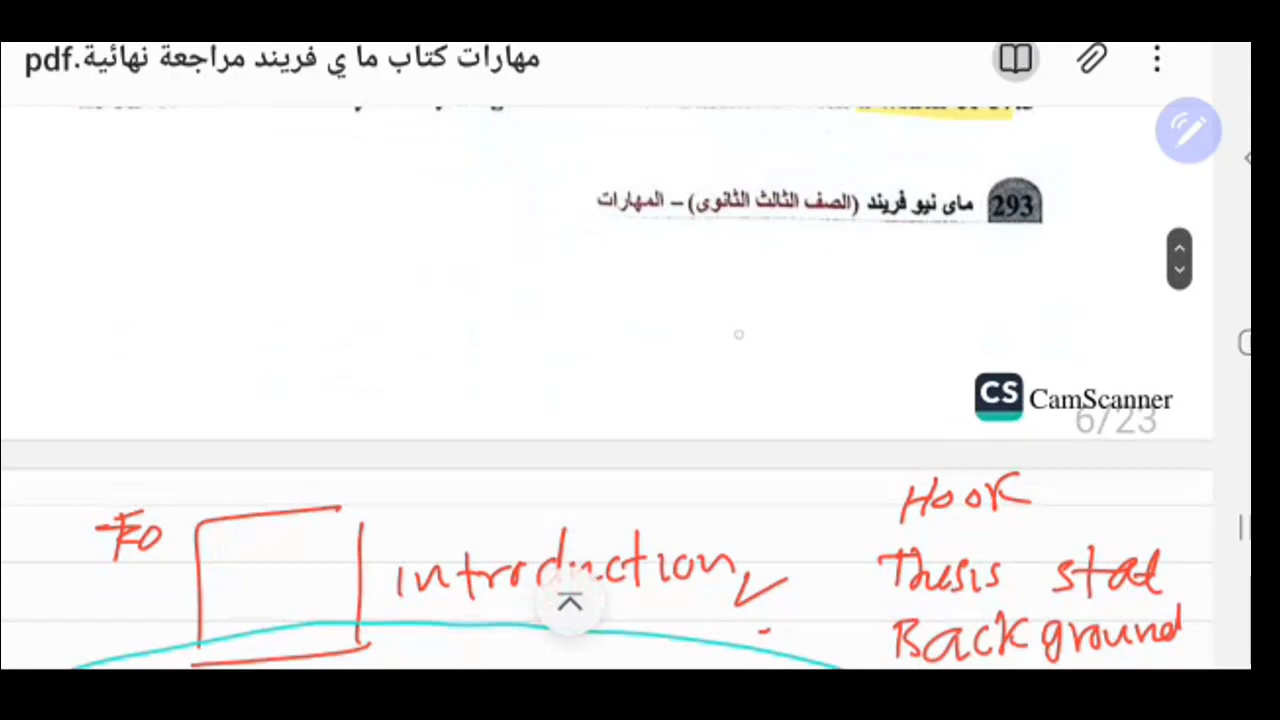 مهارات كتاب ما ي فريند مراجعة نهائية.pdf
293 ماى نيو فريند (الصف الثالث الثانوى) – المهارات
CS CamScanner
6/23
Hook
introduction
Thesis stat
Background